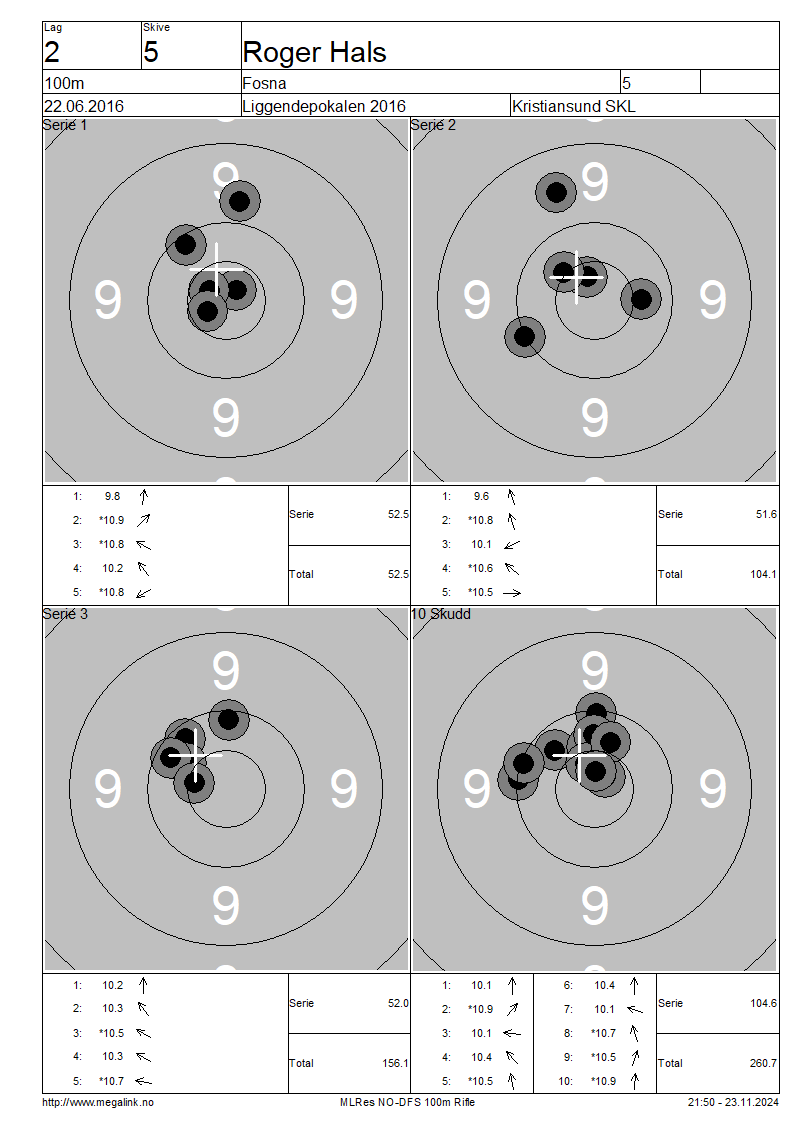 Lag Skive
2 5 Roger Hals
100m Fosna 5
22.06.2016 Liggendepokalen 2016 Kristiansund SKL
Serie 1
9
9 9
9
1: 9.8
2: *10.9
3: *10.8
4: 10.2
5: *10.8
Serie 52.5
Total 52.5
Serie 2
9
9 9
9
1: 9.6
2: *10.8
3: 10.1
4: *10.6
5: *10.5
Serie 51.6
Total 104.1
Serie 3
9
9 9
9
1: 10.2
2: 10.3
3: *10.5
4: 10.3
5: *10.7
Serie 52.0
Total 156.1
10 Skudd
9
9 9
9
1: 10.1 6: 10.4
2: *10.9 7: 10.1
3: 10.1 8: *10.7
4: 10.4 9: *10.5
5: *10.5 10: *10.9
Serie 104.6
Total 260.7
http://www.megalink.no MLRes NO-DFS 100m Rifle 21:50 - 23.11.2024